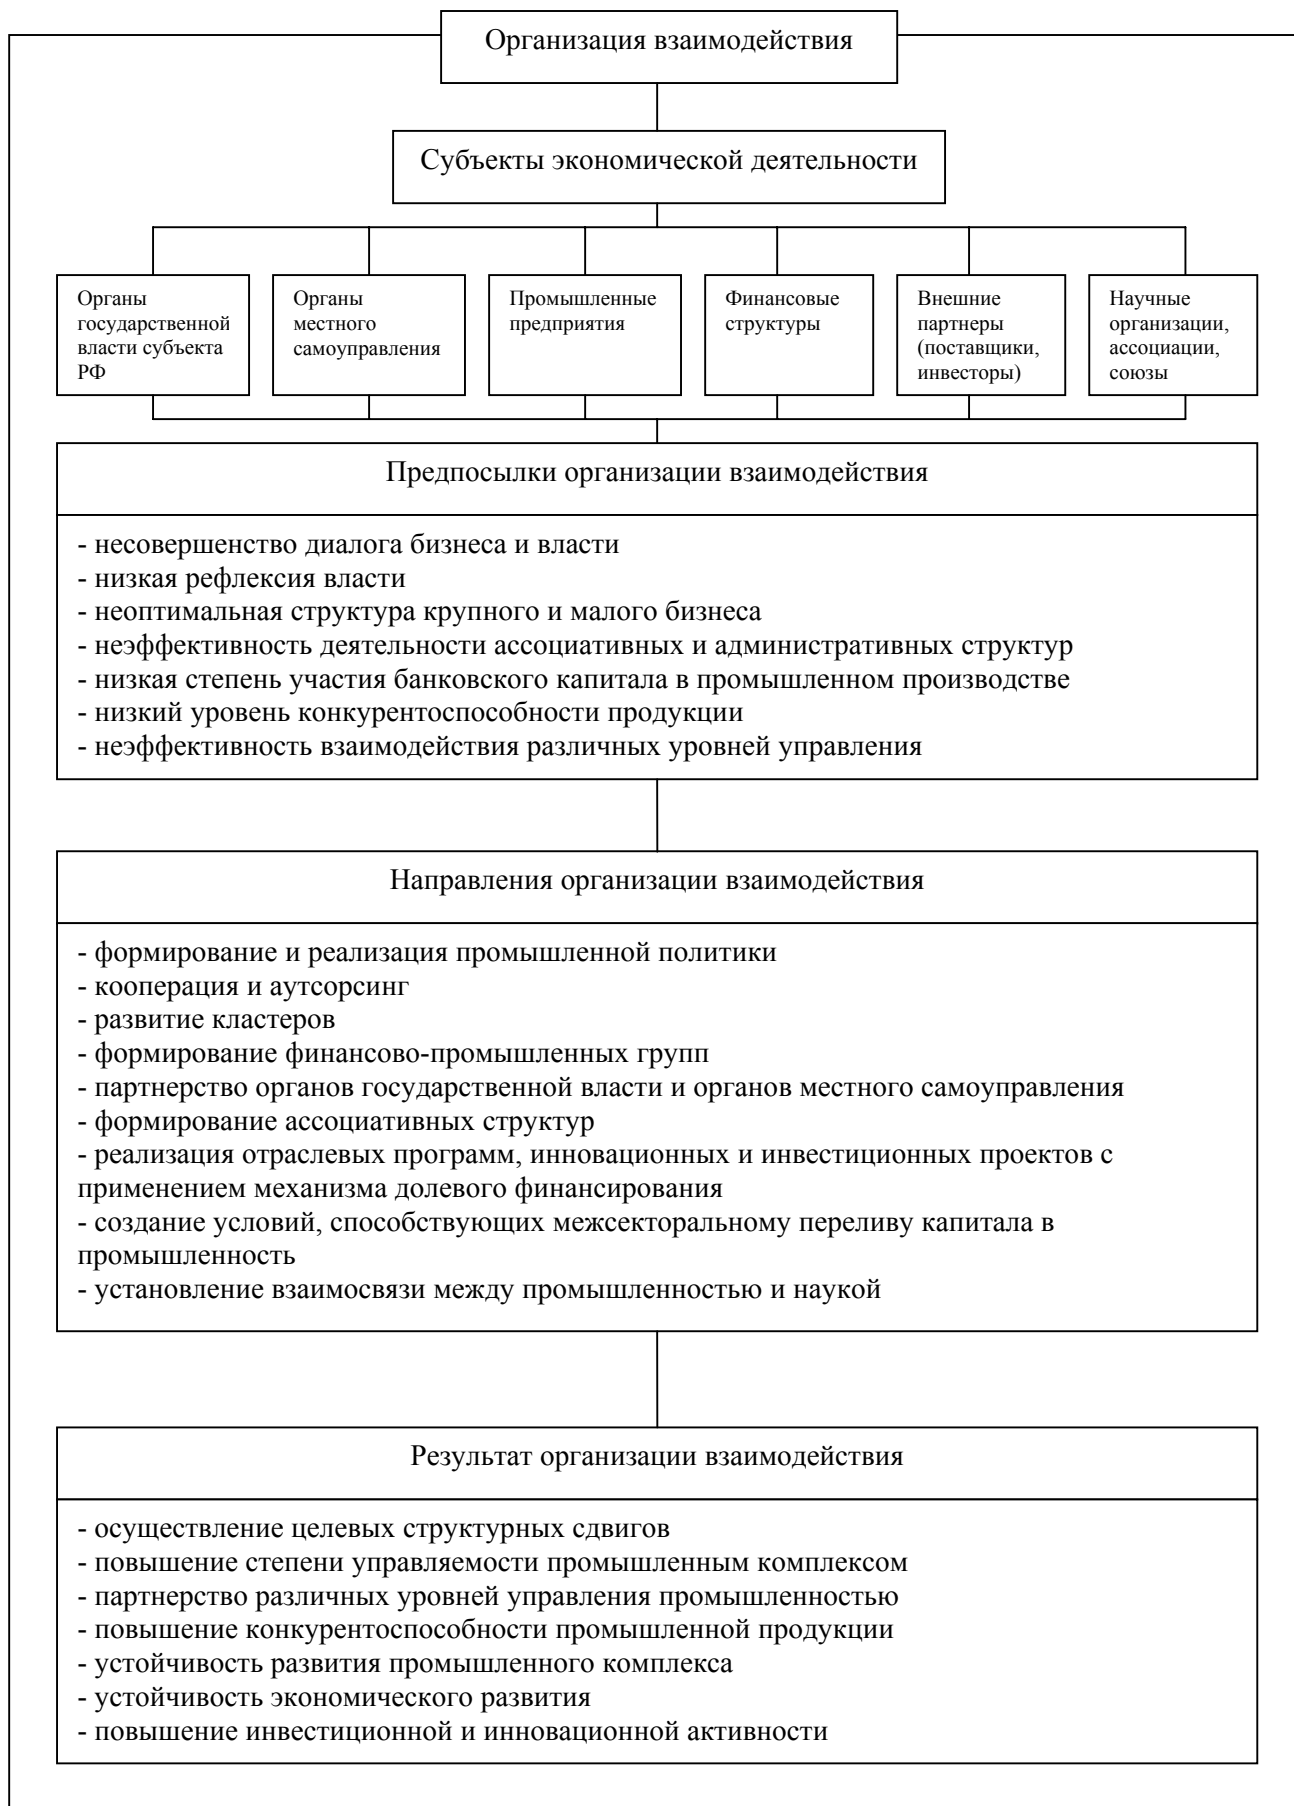 Организация взаимодействия
Субъекты экономической деятельности
Органы
государственной
власти субъекта
РФ
Органы
местного
самоуправления
Промышленные
предприятия
Финансовые
структуры
Внешние
партнеры
(поставщики,
инвесторы)
Научные
организации,
ассоциации,
союзы
Предпосылки организации взаимодействия
- несовершенство диалога бизнеса и власти
- низкая рефлексия власти
- неоптимальная структура крупного и малого бизнеса
- неэффективность деятельности ассоциативных и административных структур
- низкая степень участия банковского капитала в промышленном производстве
- низкий уровень конкурентоспособности продукции
- неэффективность взаимодействия различных уровней управления
Направления организации взаимодействия
- формирование и реализация промышленной политики
- кооперация и аутсорсинг
- развитие кластеров
- формирование финансово-промышленных групп
- партнерство органов государственной власти и органов местного самоуправления
- формирование ассоциативных структур
- реализация отраслевых программ, инновационных и инвестиционных проектов с
применением механизма долевого финансирования
- создание условий, способствующих межсекторальному переливу капитала в
промышленность
- установление взаимосвязи между промышленностью и наукой
Результат организации взаимодействия
- осуществление целевых структурных сдвигов
- повышение степени управляемости промышленным комплексом
- партнерство различных уровней управления промышленностью
- повышение конкурентоспособности промышленной продукции
- устойчивость развития промышленного комплекса
- устойчивость экономического развития
- повышение инвестиционной и инновационной активности